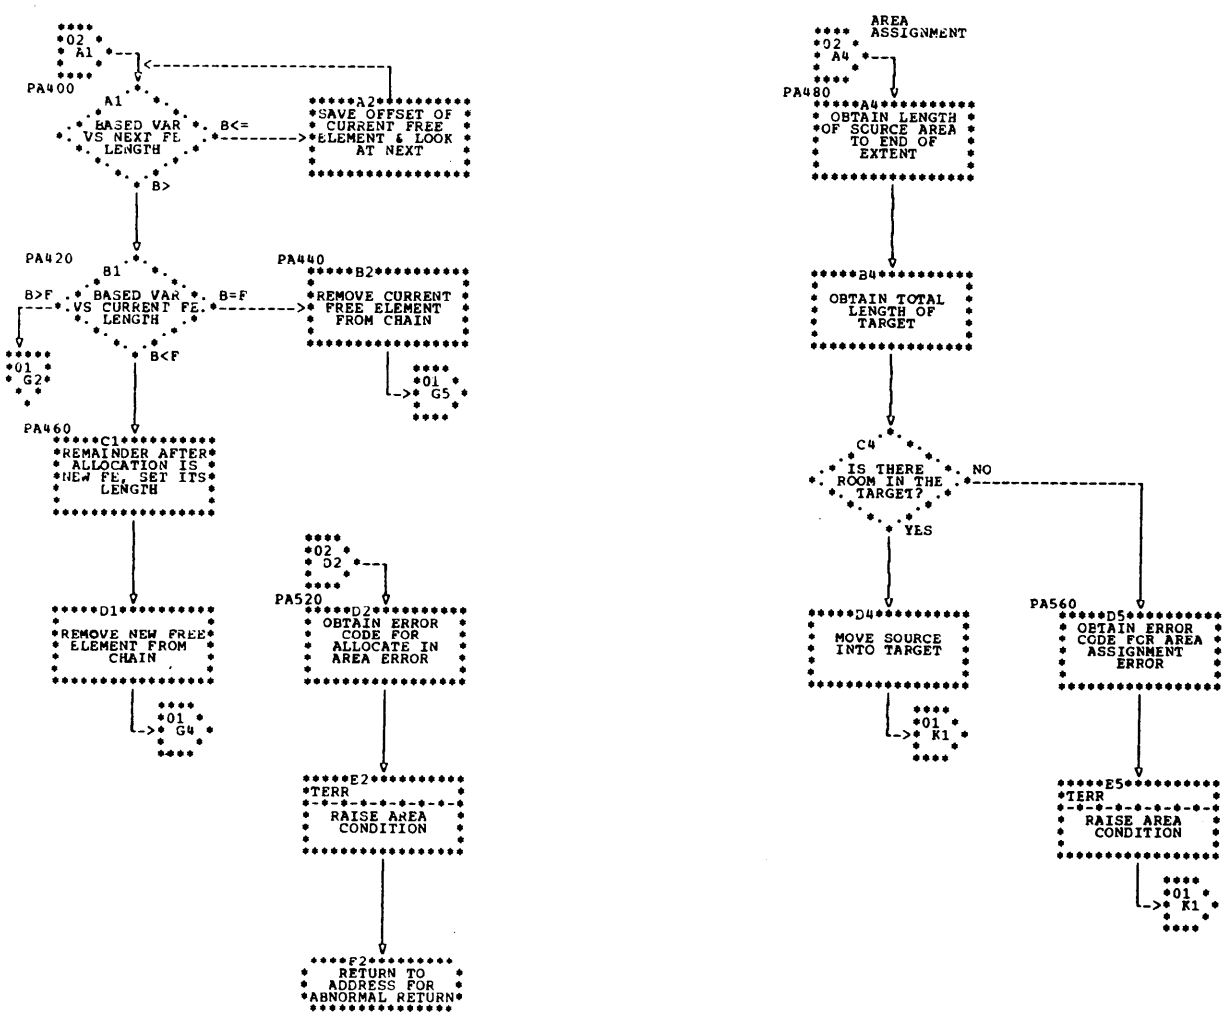 02
A1
PA400
A1
BASED VAR
VS NEXT FE
LENGTH
B<=
B>
A2
SAVE OFFSET OF
CURRENT FREE
ELEMENT & LOOK
AT NEXT
PA420
B1
BASED VAR
VS CURRENT FE
LENGTH
B>F
B=F
B<F
01
G2
PA440
B2
REMOVE CURRENT
FREE ELEMENT
FROM CHAIN
01
G5
PA460
C1
REMAINDER AFTER
ALLOCATION IS
NEW FE, SET ITS
LENGTH
D1
REMOVE NEW FREE
ELEMENT FROM
CHAIN
01
G4
02
D2
PA520
D2
OBTAIN ERROR
CODE FOR
ALLOCATE IN
AREA ERROR
E2
TERR
RAISE AREA
CONDITION
F2
RETURN TO
ADDRESS FOR
ABNORMAL RETURN
AREA
ASSIGNMENT
02
A4
PA480
A4
OBTAIN LENGTH
OF SOURCE AREA
TO END OF
EXTENT
B4
OBTAIN TOTAL
LENGTH OF
TARGET
C4
IS THERE
ROOM IN THE
TARGET?
NO
YES
D4
MOVE SOURCE
INTO TARGET
01
K1
PA560
D5
OBTAIN ERROR
CODE FOR AREA
ASSIGNMENT
ERROR
E5
TERR
RAISE AREA
CONDITION
01
K1